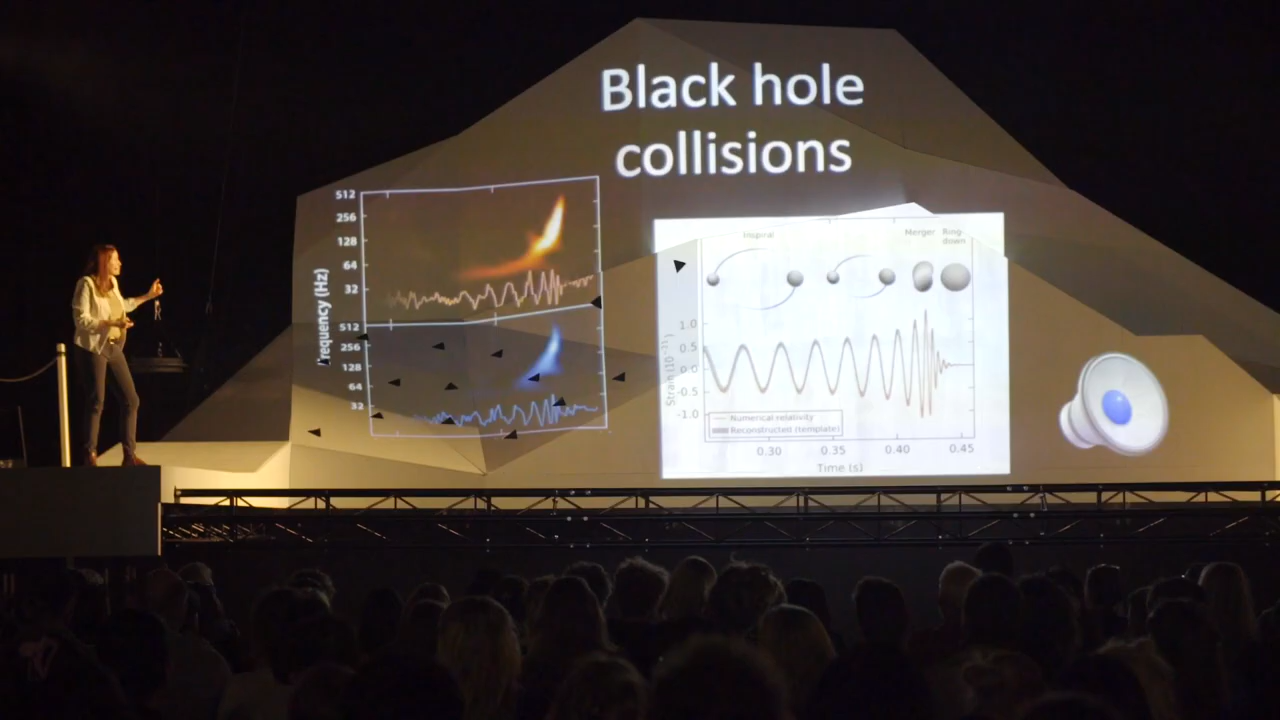 Black hole
collisions
512
256
128
64
32
512
256
128
64
32
frequency (Hz)
Inspiral
Merger
Ring
down
1.0
0.5
0.0
-0.5
-1.0
Strain (10⁻²¹)
Numerical relativity
Reconstructed (template)
0.30
0.35
0.40
0.45
Time (s)